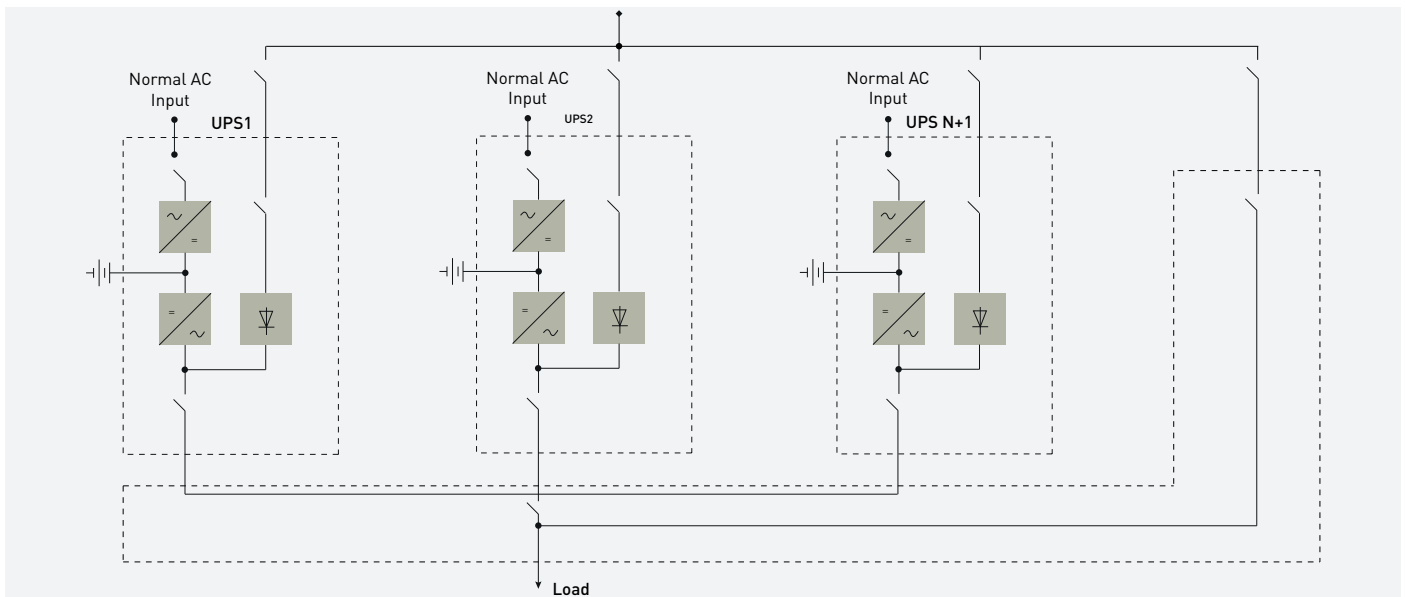 Normal AC
Input
UPS1
Normal AC
Input
UPS2
Normal AC
Input
UPS N+1
Load